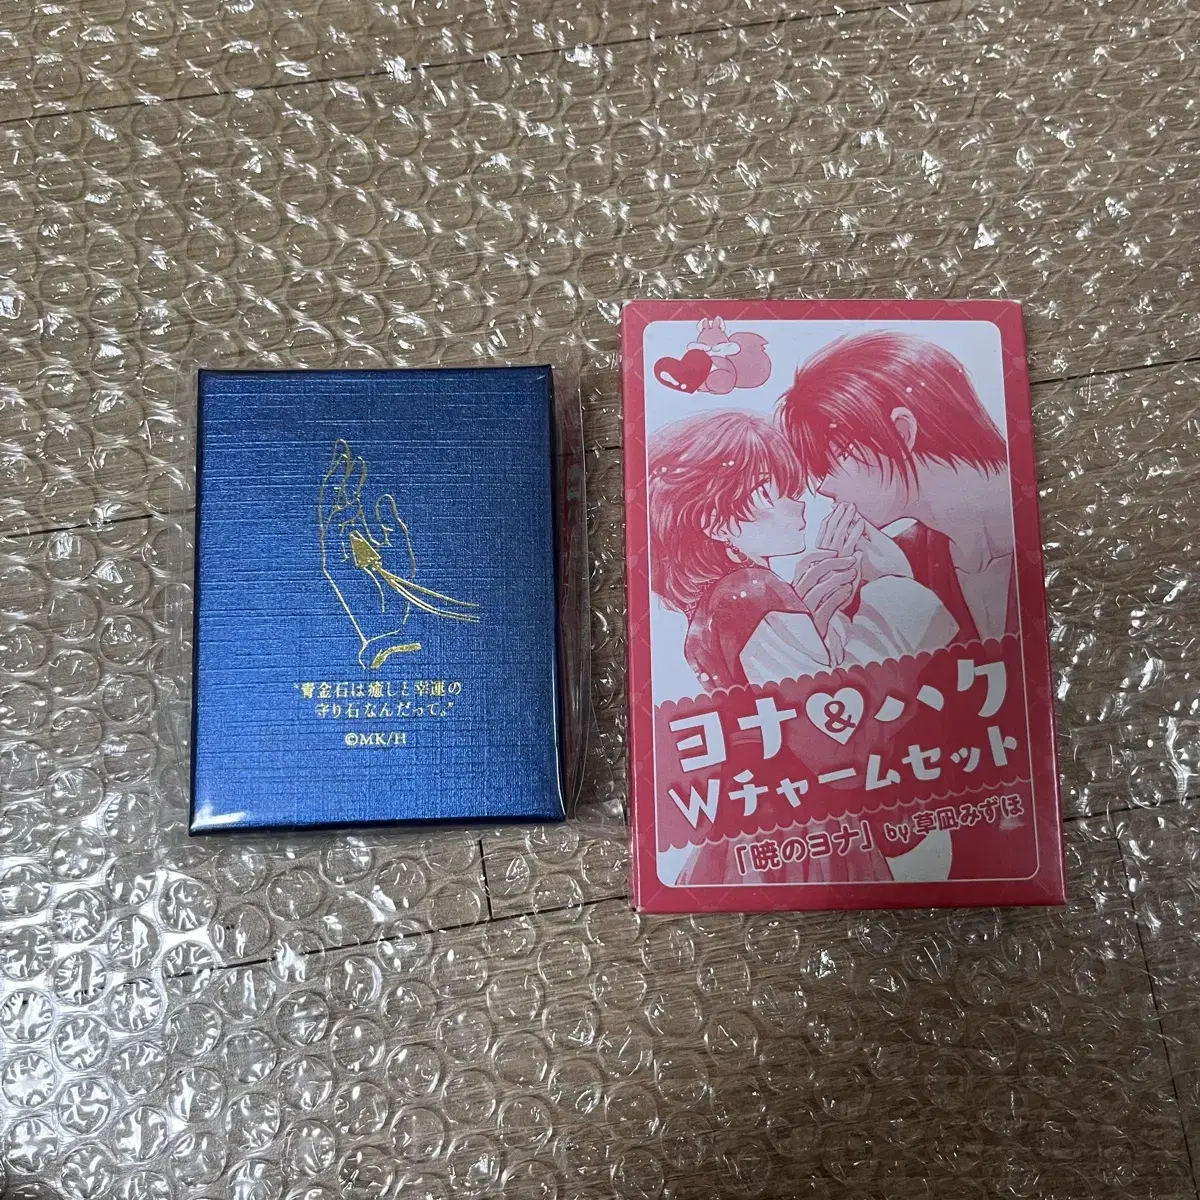 “青金石は癒しと幸運の
守り石なんだって。”
©MK/H
ヨナ&ハク
Wチャームセット
「暁のヨナ」by 草凪みずほ